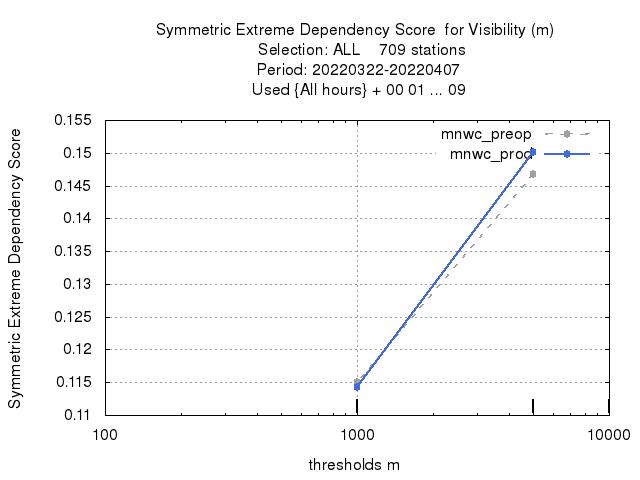 Symmetric Extreme Dependency Score for Visibility (m)
Selection: ALL 709 stations
Period: 20220322-20220407
Used {All hours} + 00 01 ... 09
Symmetric Extreme Dependency Score
0.155
0.15
0.145
0.14
0.135
0.13
0.125
0.12
0.115
0.11
mnwc_preop
mnwc_prod
100
1000
10000
thresholds m